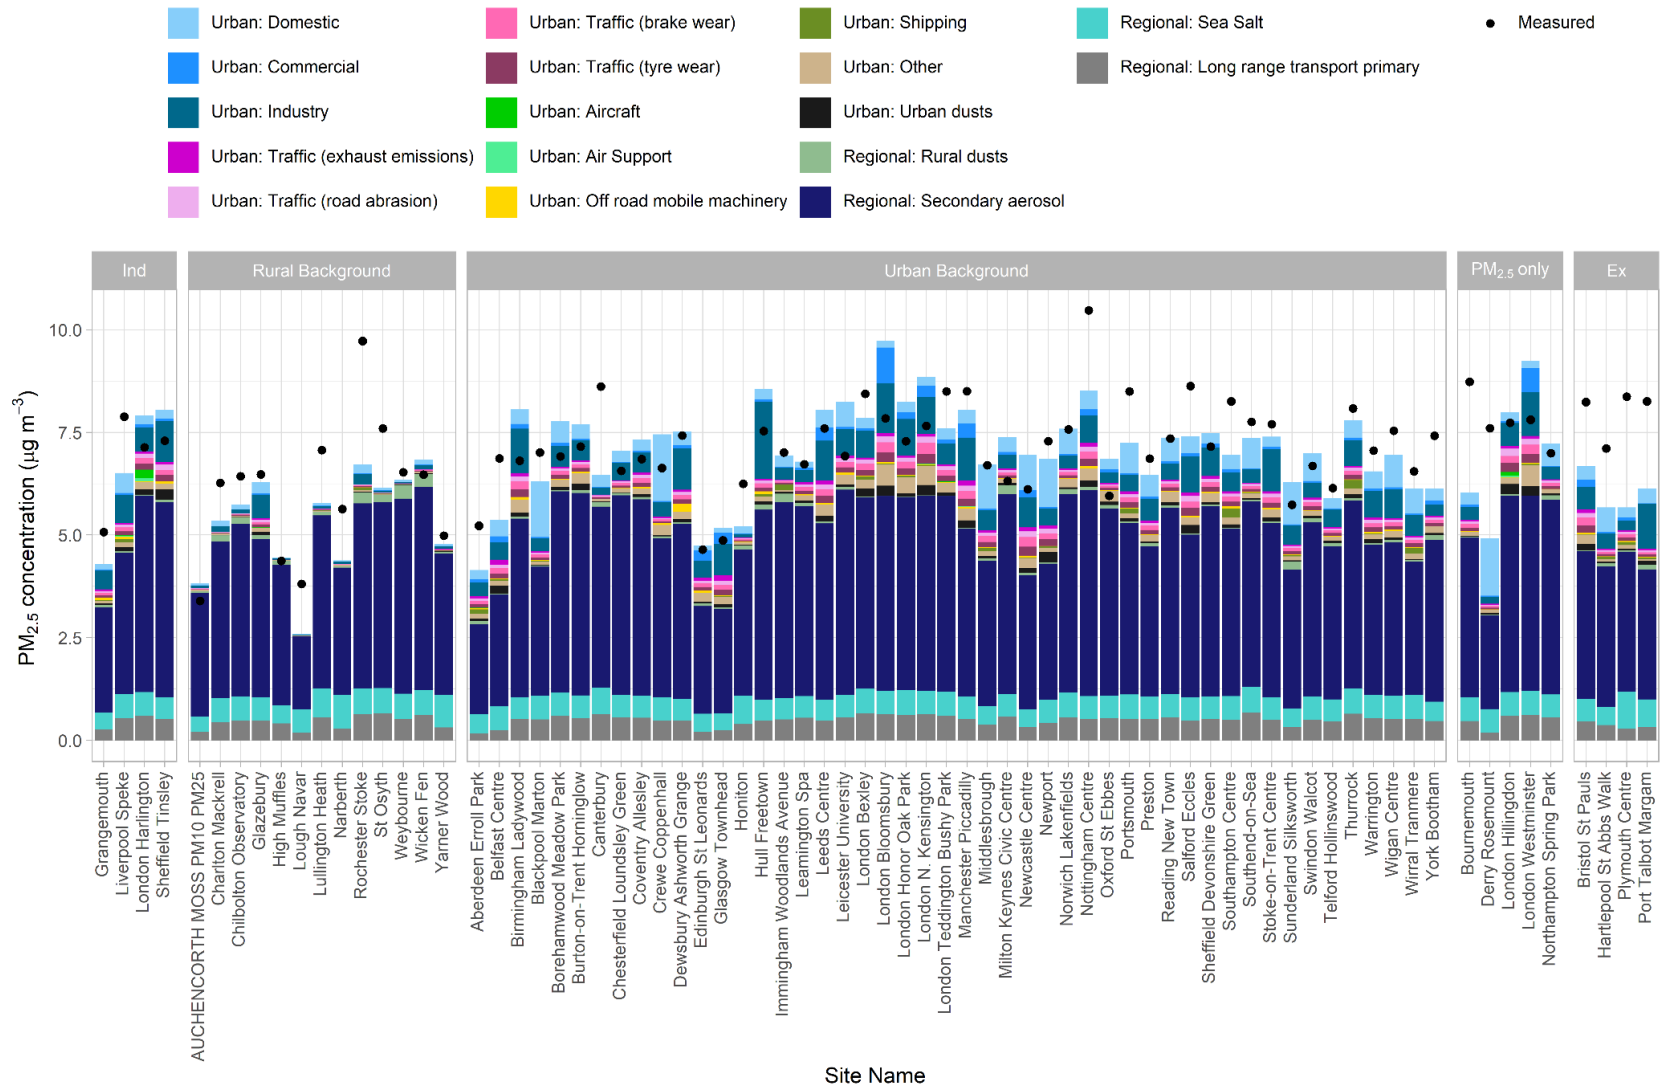 Urban: Domestic
Urban: Commercial
Urban: Industry
Urban: Traffic (exhaust emissions)
Urban: Traffic (road abrasion)
Urban: Traffic (brake wear)
Urban: Traffic (tyre wear)
Urban: Aircraft
Urban: Air Support
Urban: Off road mobile machinery
Urban: Shipping
Urban: Other
Urban: Urban dusts
Regional: Rural dusts
Regional: Secondary aerosol
Regional: Sea Salt
Regional: Long range transport primary
Measured
Ind
Rural Background
Urban Background
PM2.5 only
Ex
PM2.5 concentration (µg m−3)
10.0
7.5
5.0
2.5
0.0
Grangemouth
Liverpool Speke
London Harlington
Sheffield Tinsley
AUCHENCORTH MOSS PM10 PM25
Charlton Mackrell
Chilbolton Observatory
Glazebury
High Muffles
Lough Navar
Lullington Heath
Narberth
Rochester Stoke
St Osyth
Weybourne
Wicken Fen
Yarner Wood
Aberdeen Erroll Park
Belfast Centre
Birmingham Ladywood
Blackpool Marton
Borehamwood Meadow Park
Burton-on-Trent Horninglow
Canterbury
Chesterfield Loundsley Green
Coventry Allesley
Crewe Coppenhall
Dewsbury Ashworth Grange
Edinburgh St Leonards
Glasgow Townhead
Honiton
Hull Freetown
Immingham Woodlands Avenue
Leamington Spa
Leeds Centre
Leicester University
London Bexley
London Bloomsbury
London Honor Oak Park
London N. Kensington
London Teddington Bushy Park
Manchester Piccadilly
Middlesbrough
Milton Keynes Civic Centre
Newcastle Centre
Newport
Norwich Lakenfields
Nottingham Centre
Oxford St Ebbes
Portsmouth
Preston
Reading New Town
Salford Eccles
Sheffield Devonshire Green
Southampton Centre
Southend-on-Sea
Stoke-on-Trent Centre
Sunderland Silksworth
Swindon Walcot
Telford Hollinswood
Thurrock
Warrington
Wigan Centre
Wirral Tranmere
York Bootham
Bournemouth
Derry Rosemount
London Hillingdon
London Westminster
Northampton Spring Park
Bristol St Pauls
Hartlepool St Abbs Walk
Plymouth Centre
Port Talbot Margam
Site Name